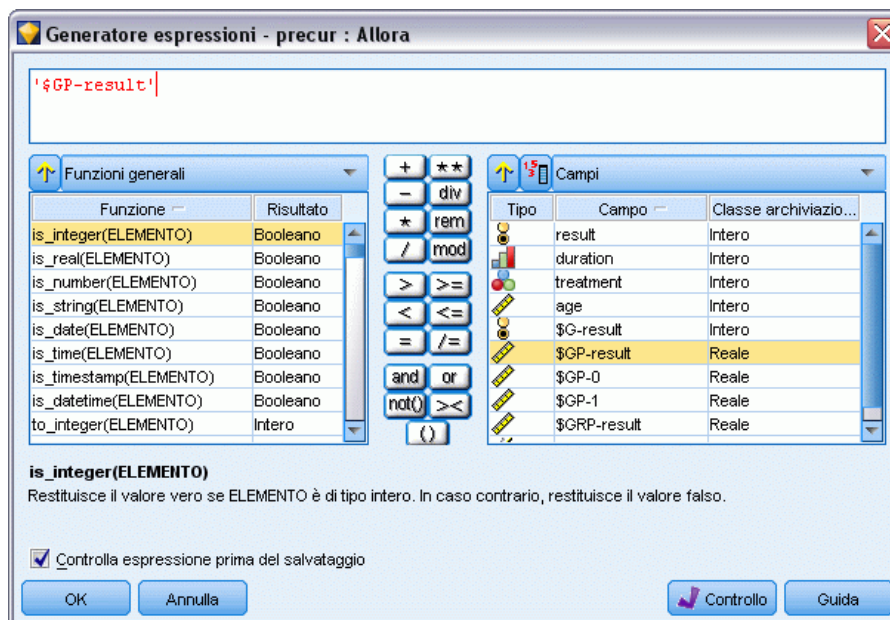 Generatore espressioni - precur : Allora
'$GP-result'
Funzioni generali
Funzione Risultato
is_integer(ELEMENTO) Booleano
is_real(ELEMENTO) Booleano
is_number(ELEMENTO) Booleano
is_string(ELEMENTO) Booleano
is_date(ELEMENTO) Booleano
is_time(ELEMENTO) Booleano
is_timestamp(ELEMENTO) Booleano
is_datetime(ELEMENTO) Booleano
to_integer(ELEMENTO) Intero
+ **
- div
* rem
/ mod
> >=
< <=
= /=
and or
not() ><
()
Campi
Tipo Campo Classe archiviazio...
result Intero
duration Intero
treatment Intero
age Intero
$G-result Intero
$GP-result Reale
$GP-0 Reale
$GP-1 Reale
$GRP-result Reale
is_integer(ELEMENTO)
Restituisce il valore vero se ELEMENTO è di tipo intero. In caso contrario, restituisce il valore falso.
Controlla espressione prima del salvataggio
OK Annulla Controllo Guida